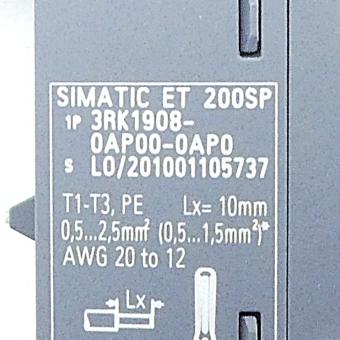 SIMATIC ET 200SP
1P 3RK1908-
0AP00-0AP0
S L0/201001105737
T1-T3, PE Lx= 10mm
0,5...2,5mm² (0,5...1,5mm²)*
AWG 20 to 12
Lx